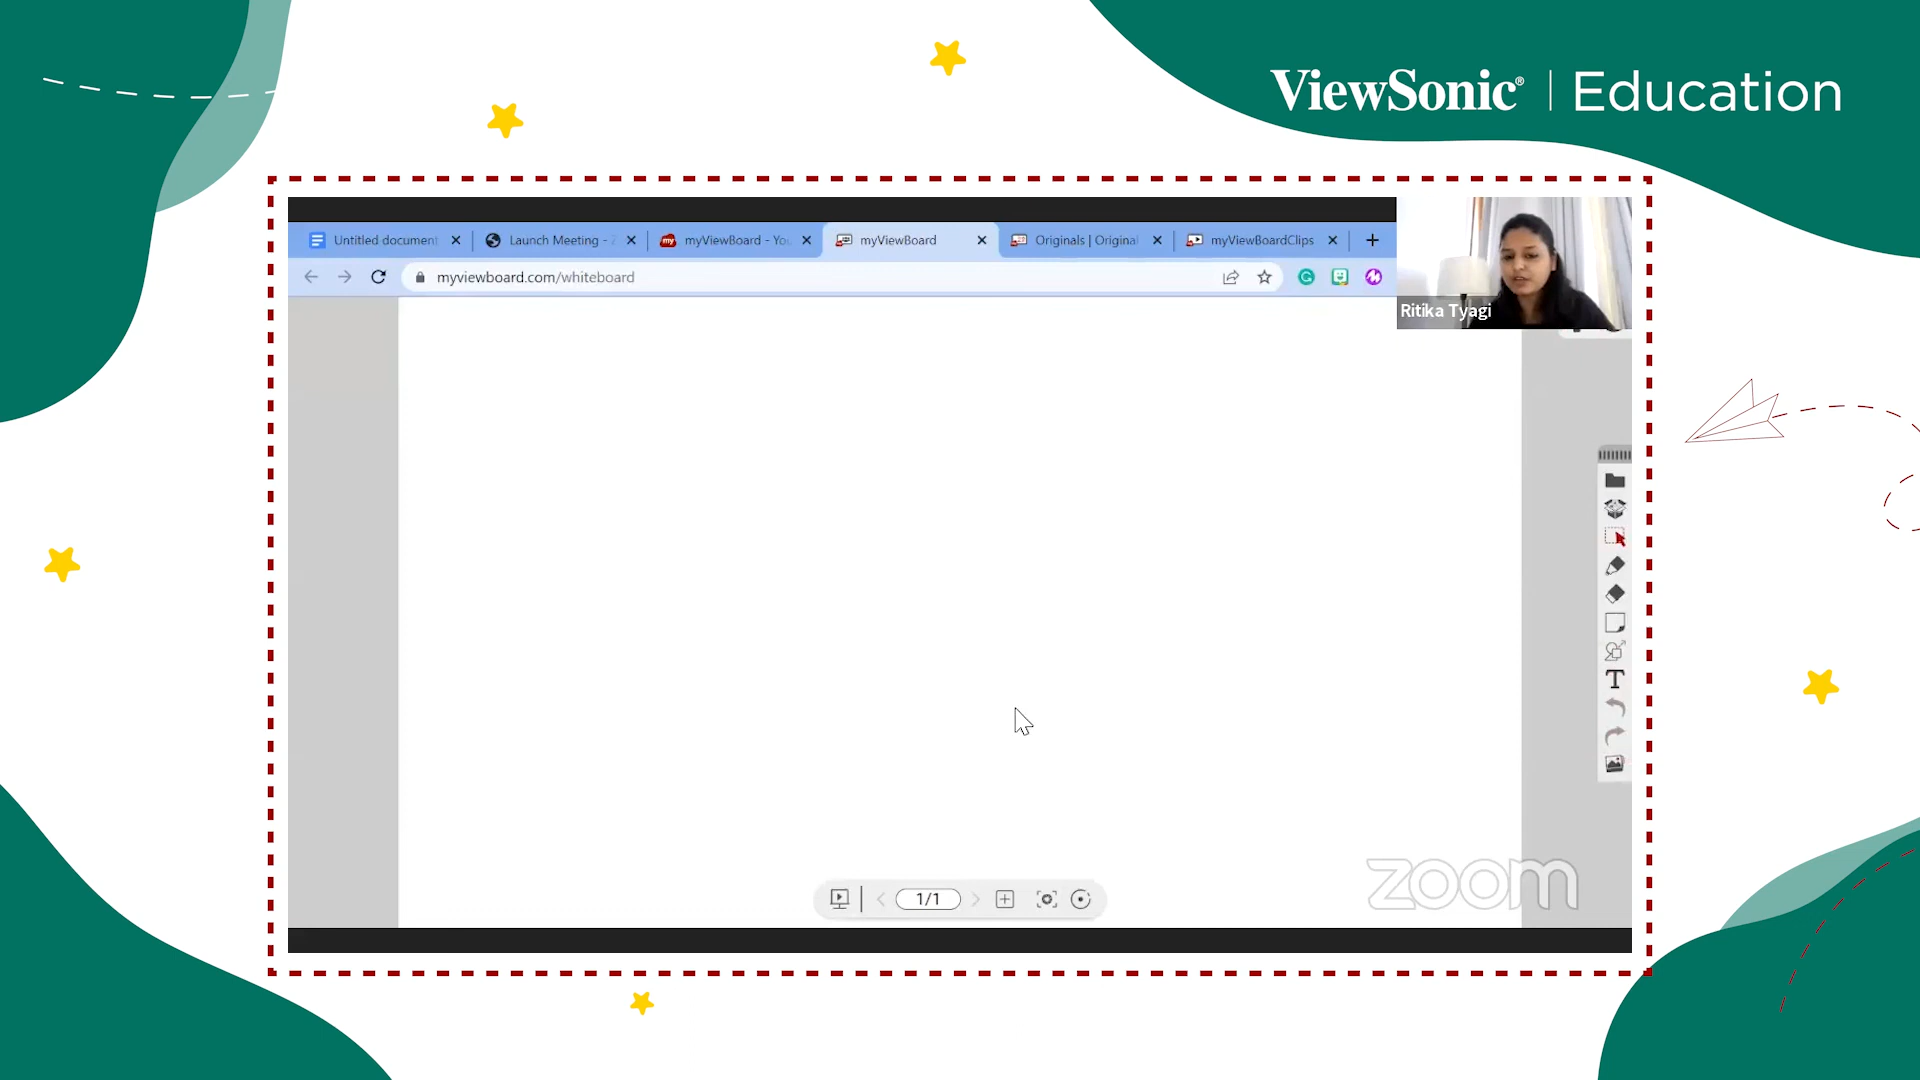 ViewSonic® | Education
Untitled document
Launch Meeting - Z
my myViewBoard - You
myViewBoard
Originals | Original
myViewBoardClips
myviewboard.com/whiteboard
Ritika Tyagi
T
1/1
zoom